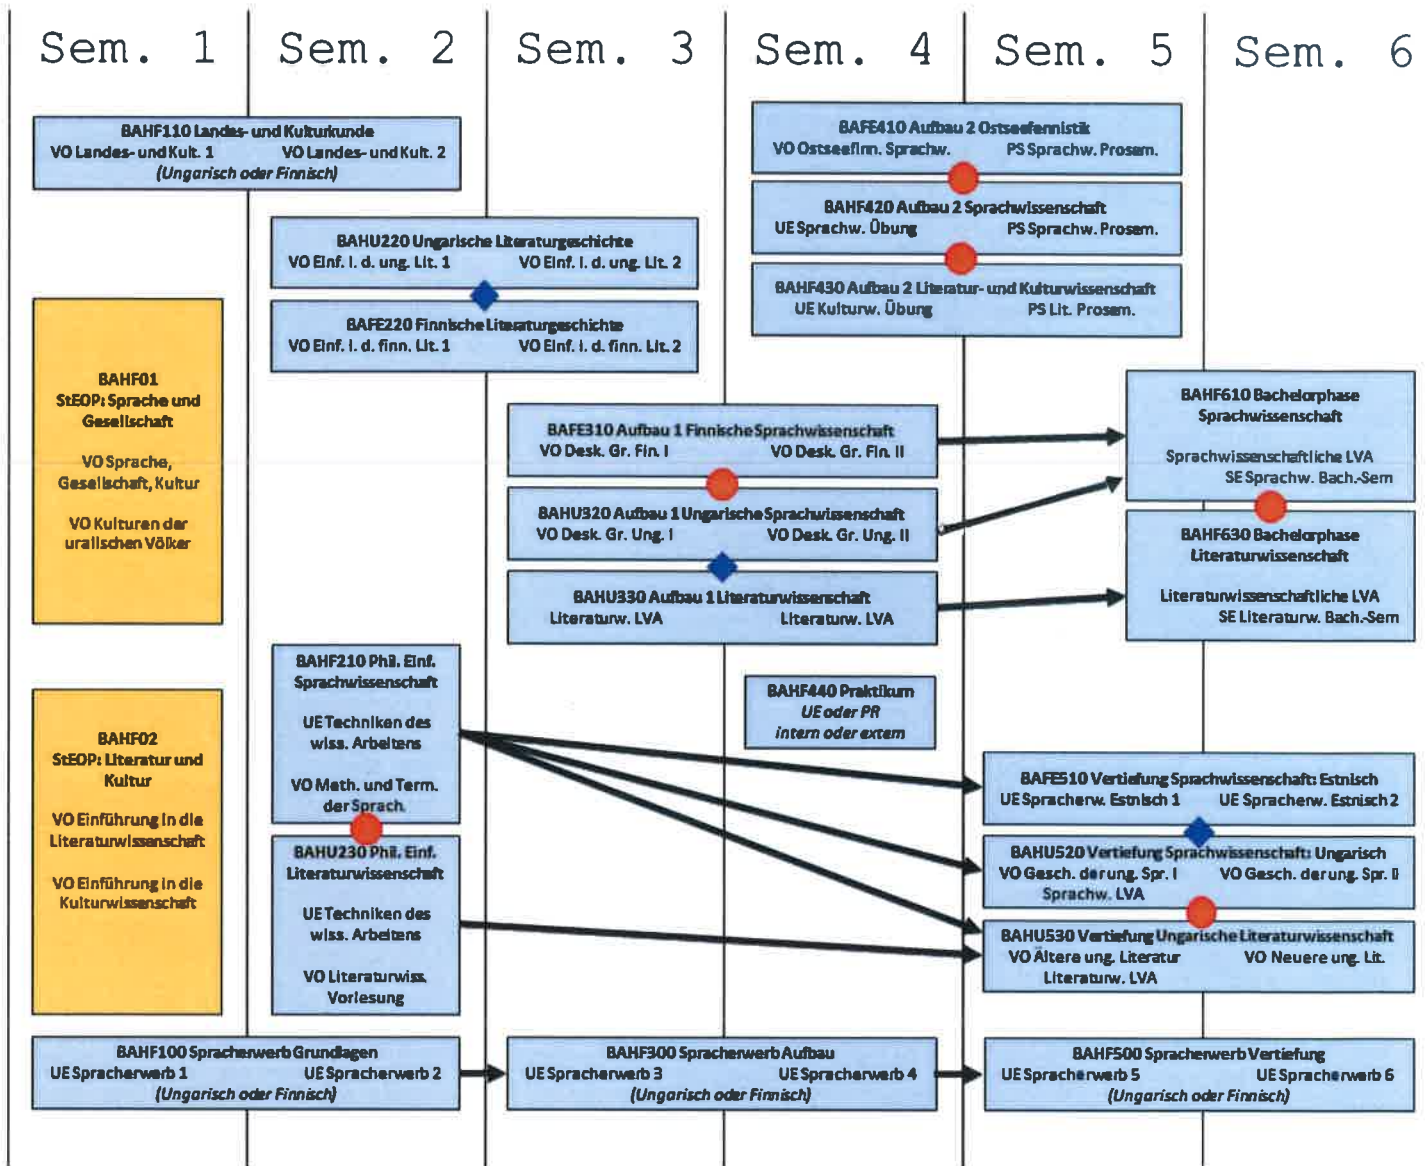 Sem. 1 Sem. 2 Sem. 3 Sem. 4 Sem. 5 Sem. 6
BAHF110 Landes- und Kulturkunde
VO Landes- und Kult. 1 VO Landes- und Kult. 2
(Ungarisch oder Finnisch)
BAFE410 Aufbau 2 Ostseefennistik
VO Ostseefinn. Sprachw. PS Sprachw. Prosem.
BAHF420 Aufbau 2 Sprachwissenschaft
UE Sprachw. Übung PS Sprachw. Prosem.
BAHF430 Aufbau 2 Literatur- und Kulturwissenschaft
UE Kulturw. Übung PS Lit. Prosem.
BAHU220 Ungarische Literaturgeschichte
VO Einf. i. d. ung. Lit. 1 VO Einf. i. d. ung. Lit. 2
BAFE220 Finnische Literaturgeschichte
VO Einf. i. d. finn. Lit. 1 VO Einf. i. d. finn. Lit. 2
BAHF01
StEOP: Sprache und
Gesellschaft
VO Sprache,
Gesellschaft, Kultur
VO Kulturen der
uralischen Völker
BAFE310 Aufbau 1 Finnische Sprachwissenschaft
VO Desk. Gr. Fin. I VO Desk. Gr. Fin. II
BAHU320 Aufbau 1 Ungarische Sprachwissenschaft
VO Desk. Gr. Ung. I VO Desk. Gr. Ung. II
BAHU330 Aufbau 1 Literaturwissenschaft
Literaturw. LVA Literaturw. LVA
BAHF610 Bachelorphase
Sprachwissenschaft
Sprachwissenschaftliche LVA
SE Sprachw. Bach.-Sem
BAHF630 Bachelorphase
Literaturwissenschaft
Literaturwissenschaftliche LVA
SE Literaturw. Bach.-Sem
BAHF02
StEOP: Literatur und
Kultur
VO Einführung in die
Literaturwissenschaft
VO Einführung in die
Kulturwissenschaft
BAHF210 Phil. Einf.
Sprachwissenschaft
UE Techniken des
wiss. Arbeitens
VO Meth. und Term.
der Sprach.
BAHU230 Phil. Einf.
Literaturwissenschaft
UE Techniken des
wiss. Arbeitens
VO Literaturwiss.
Vorlesung
BAHF440 Praktikum
UE oder PR
intern oder extern
BAFE510 Vertiefung Sprachwissenschaft: Estnisch
UE Spracherw. Estnisch 1 UE Spracherw. Estnisch 2
BAHU520 Vertiefung Sprachwissenschaft: Ungarisch
VO Gesch. der ung. Spr. I VO Gesch. der ung. Spr. II
Sprachw. LVA
BAHU530 Vertiefung Ungarische Literaturwissenschaft
VO Ältere ung. Literatur VO Neuere ung. Lit.
Literaturw. LVA
BAHF100 Spracherwerb Grundlagen
UE Spracherwerb 1 UE Spracherwerb 2
(Ungarisch oder Finnisch)
BAHF300 Spracherwerb Aufbau
UE Spracherwerb 3 UE Spracherwerb 4
(Ungarisch oder Finnisch)
BAHF500 Spracherwerb Vertiefung
UE Spracherwerb 5 UE Spracherwerb 6
(Ungarisch oder Finnisch)